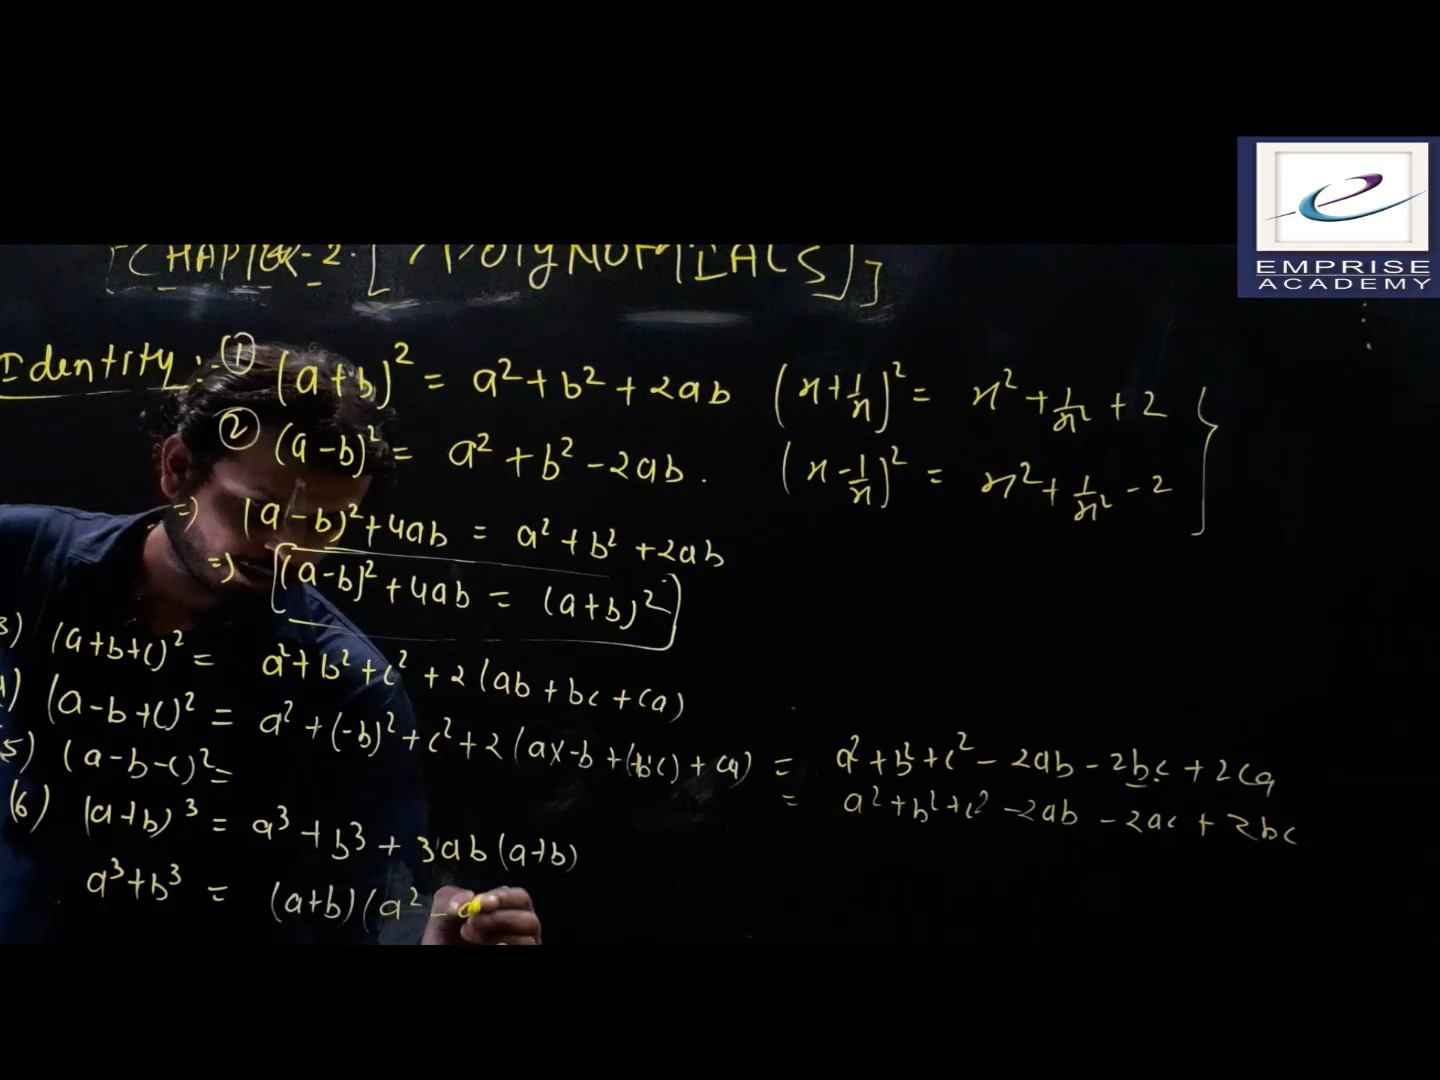 [CHAPTER-2.[POLYNOMIALS]]
EMPRISE
ACADEMY
Identity:- ① (a+b)² = a²+b²+2ab (x+1/x)² = x²+1/x²+2
② (a-b)² = a²+b²-2ab. (x-1/x)² = x²+1/x²-2
=) (a-b)²+4ab = a²+b²+2ab
=) (a-b)²+4ab = (a+b)²
3) (a+b+c)² = a²+b²+c²+2(ab+bc+ca)
4) (a-b+c)² = a²+(-b)²+c²+2(ax-b+(-bc)+ca) = a²+b²+c²-2ab-2bc+2ca
5) (a-b-c)² = = a²+b²+c²-2ab-2ac+2bc
(6) (a+b)³ = a³+b³+3ab(a+b)
a³+b³ = (a+b)(a²-a